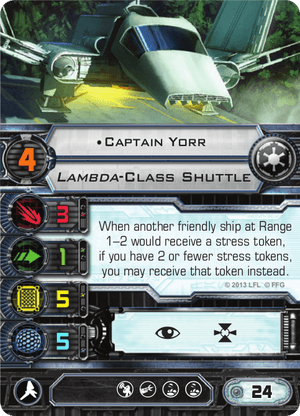 •Captain Yorr
4
Lambda-Class Shuttle
3
When another friendly ship at Range
1
1–2 would receive a stress token,
if you have 2 or fewer stress tokens,
you may receive that token instead.
© 2013 LFL © FFG
5
5
24